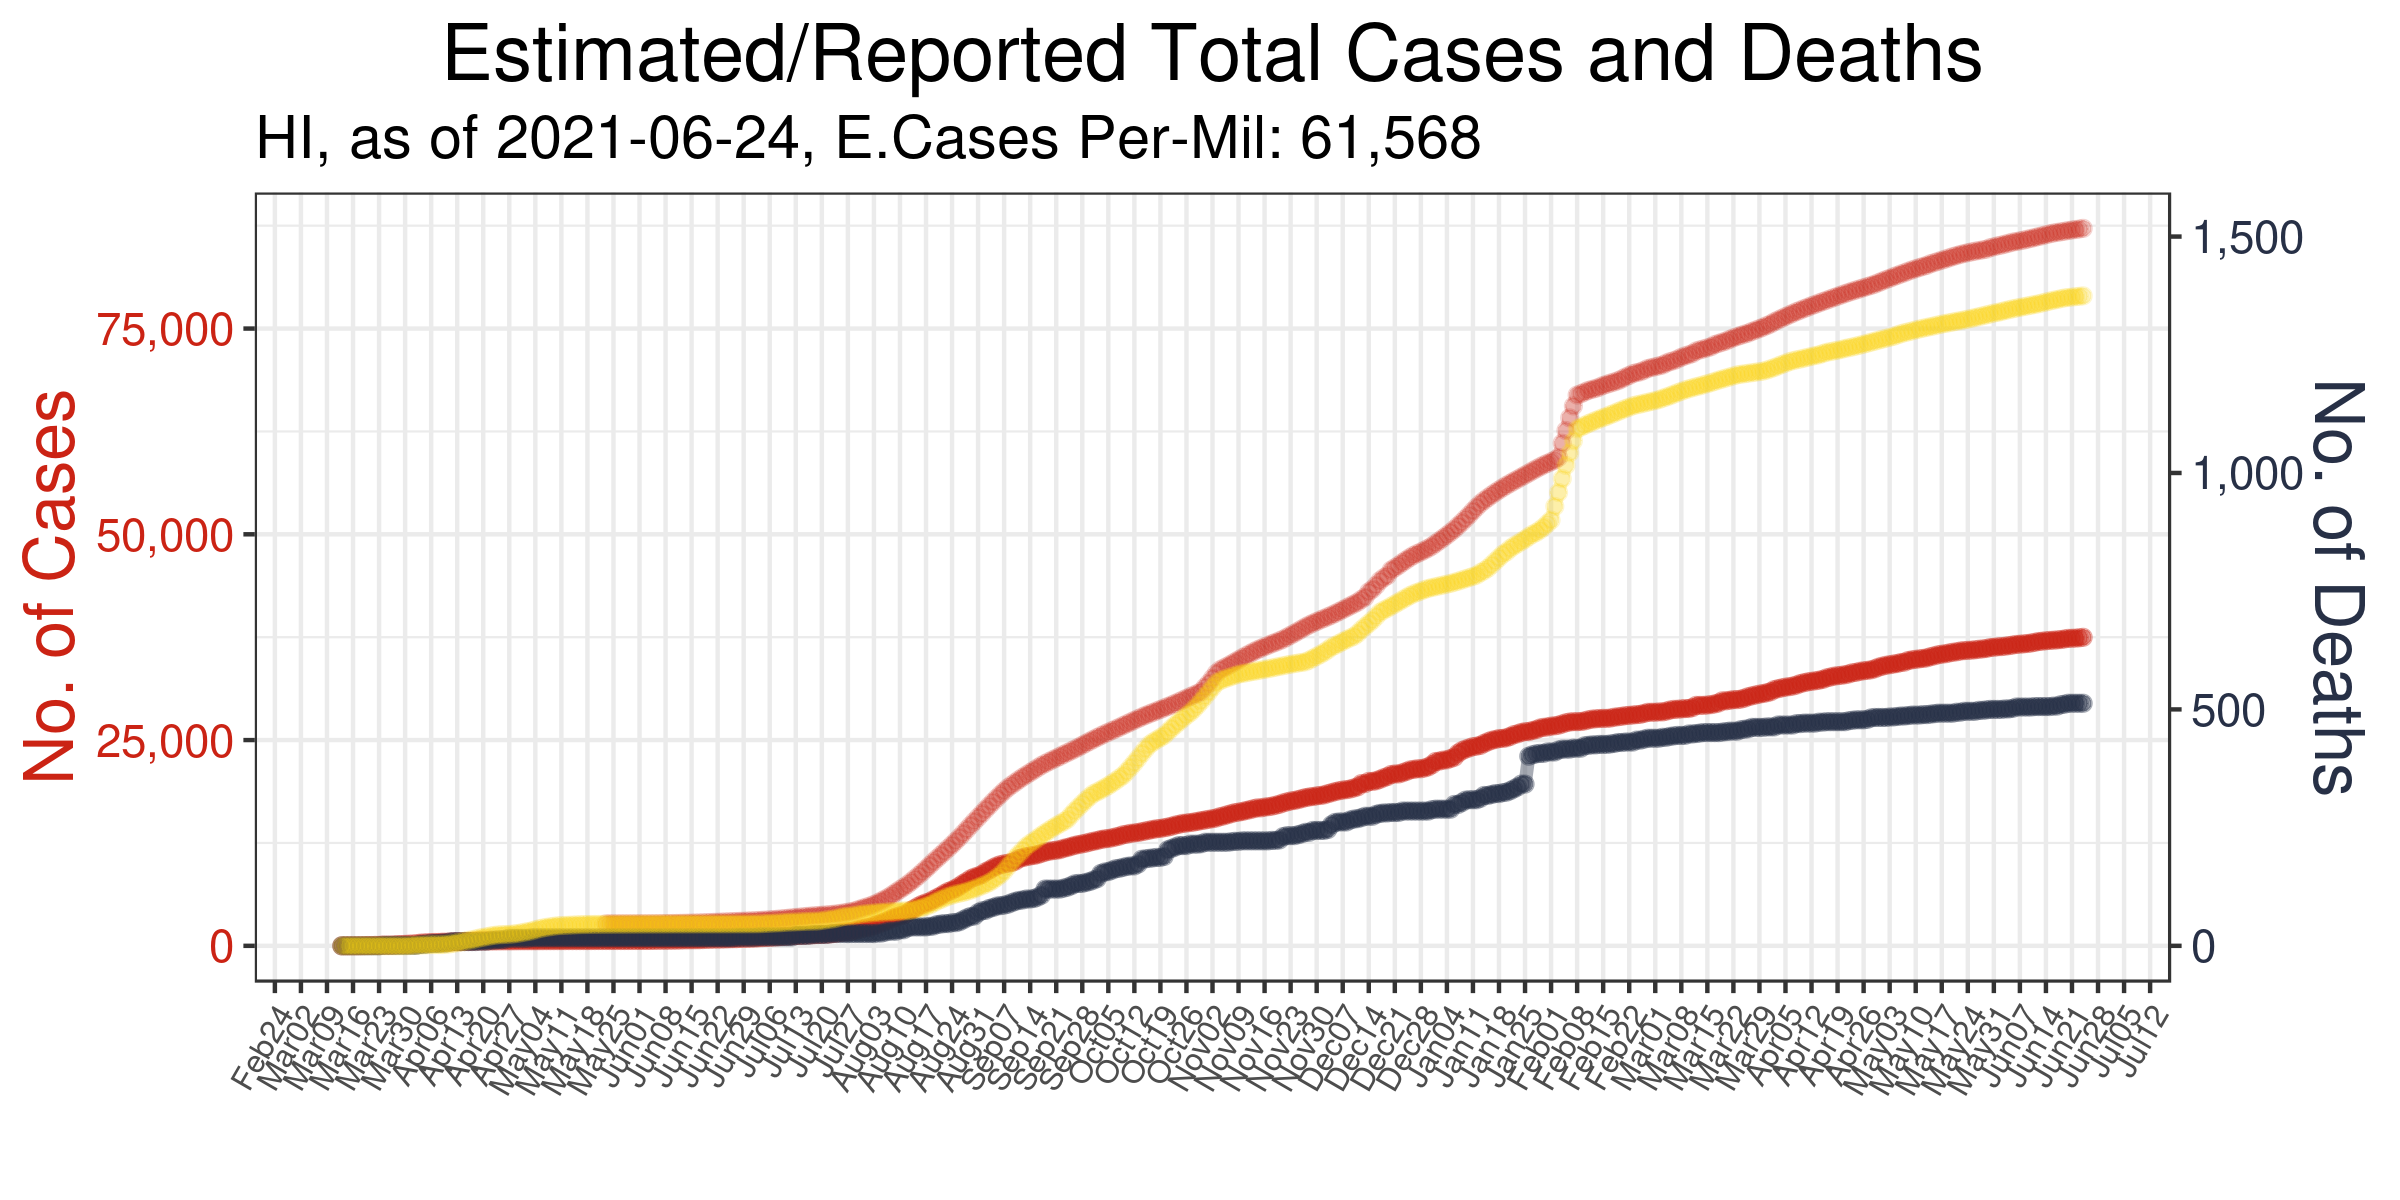 Estimated/Reported Total Cases and Deaths
HI, as of 2021-06-24, E.Cases Per-Mil: 61,568
No. of Cases
75,000
50,000
25,000
0
1,500
1,000
500
0
No. of Deaths
Feb24
Mar02
Mar09
Mar16
Mar23
Mar30
Apr06
Apr13
Apr20
Apr27
May04
May11
May18
May25
Jun01
Jun08
Jun15
Jun22
Jun29
Jul06
Jul13
Jul20
Jul27
Aug03
Aug10
Aug17
Aug24
Aug31
Sep07
Sep14
Sep21
Sep28
Oct05
Oct12
Oct19
Oct26
Nov02
Nov09
Nov16
Nov23
Nov30
Dec07
Dec14
Dec21
Dec28
Jan04
Jan11
Jan18
Jan25
Feb01
Feb08
Feb15
Feb22
Mar01
Mar08
Mar15
Mar22
Mar29
Apr05
Apr12
Apr19
Apr26
May03
May10
May17
May24
May31
Jun07
Jun14
Jun21
Jun28
Jul05
Jul12